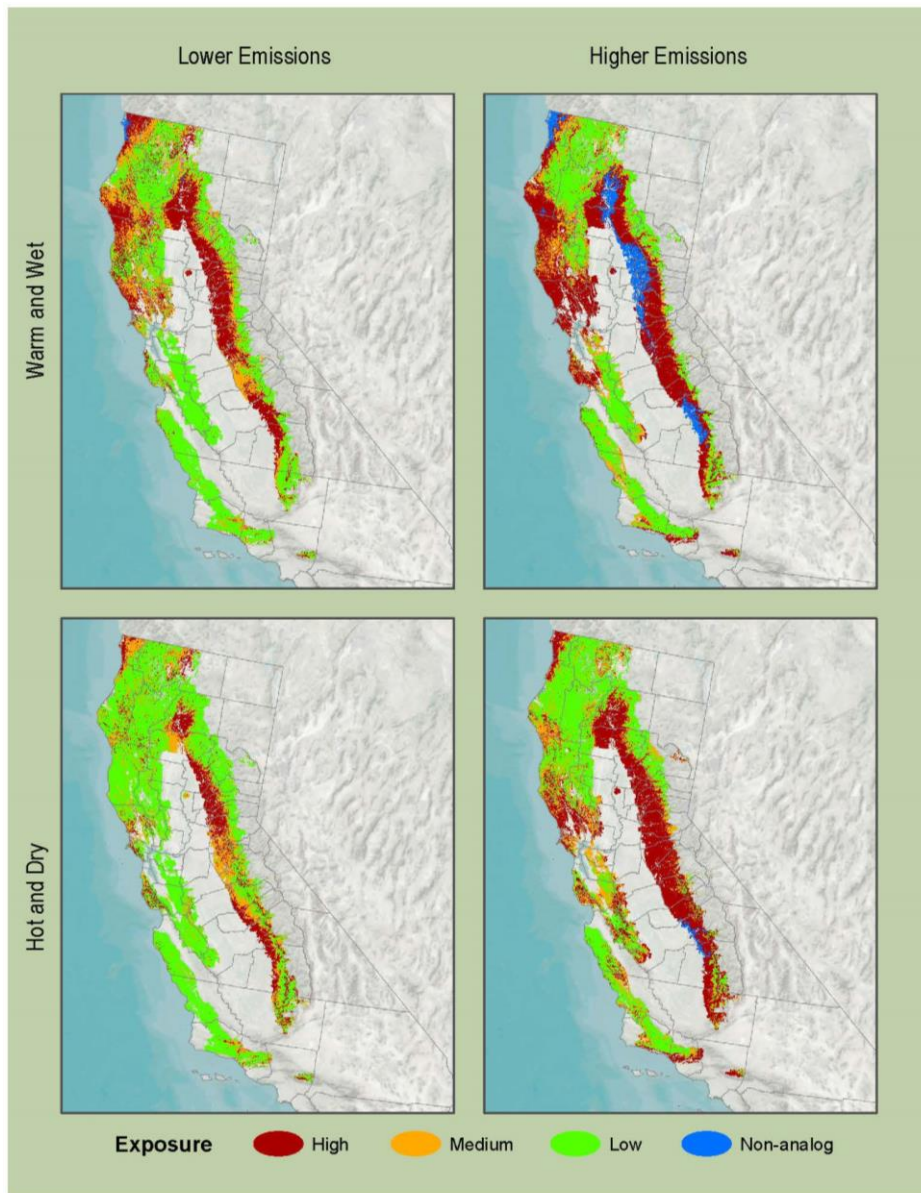 Lower Emissions
Higher Emissions
Warm and Wet
Hot and Dry
Exposure High Medium Low Non-analog